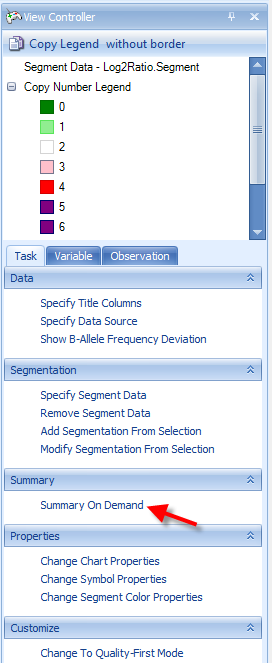 View Controller
Copy Legend without border
Segment Data - Log2Ratio.Segment
Copy Number Legend
0
1
2
3
4
5
6
Task Variable Observation
Data
Specify Title Columns
Specify Data Source
Show B-Allele Frequency Deviation
Segmentation
Specify Segment Data
Remove Segment Data
Add Segmentation From Selection
Modify Segmentation From Selection
Summary
Summary On Demand
Properties
Change Chart Properties
Change Symbol Properties
Change Segment Color Properties
Customize
Change To Quality-First Mode